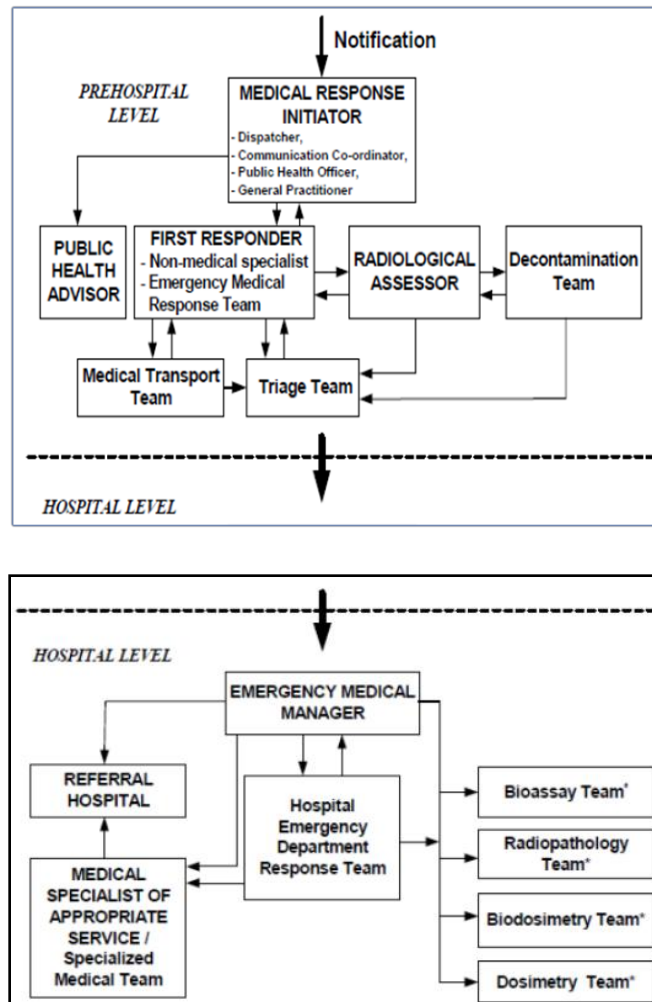 Notification
PREHOSPITAL
LEVEL
MEDICAL RESPONSE
INITIATOR
- Dispatcher,
- Communication Co-ordinator,
- Public Health Officer,
- General Practitioner
PUBLIC
HEALTH
ADVISOR
FIRST RESPONDER
- Non-medical specialist
- Emergency Medical
Response Team
RADIOLOGICAL
ASSESSOR
Decontamination
Team
Medical Transport
Team
Triage Team
HOSPITAL LEVEL
HOSPITAL LEVEL
EMERGENCY MEDICAL
MANAGER
REFERRAL
HOSPITAL
Hospital
Emergency
Department
Response Team
MEDICAL
SPECIALIST OF
APPROPRIATE
SERVICE /
Specialized
Medical Team
Bioassay Team*
Radiopathology
Team*
Biodosimetry Team*
Dosimetry Team*